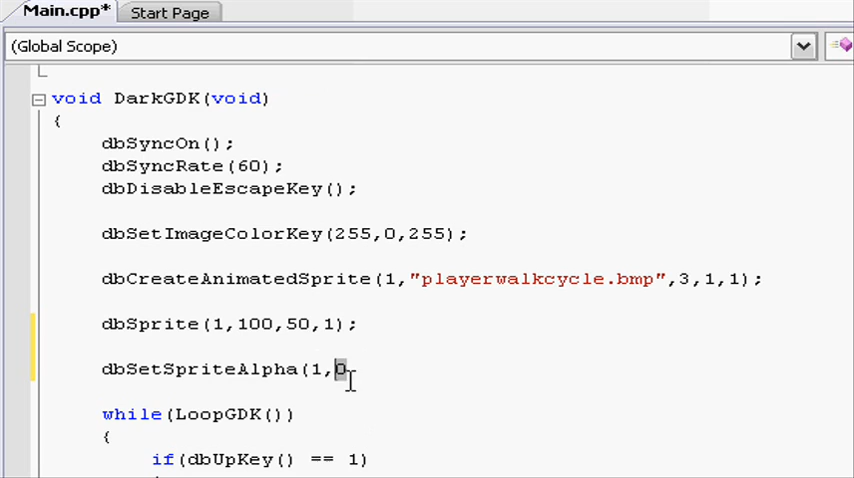 Main.cpp* Start Page
(Global Scope)
void DarkGDK(void)
{
dbSyncOn();
dbSyncRate(60);
dbDisableEscapeKey();
dbSetImageColorKey(255,0,255);
dbCreateAnimatedSprite(1,"playerwalkcycle.bmp",3,1,1);
dbSprite(1,100,50,1);
dbSetSpriteAlpha(1,0
while(LoopGDK())
{
if(dbUpKey() == 1)